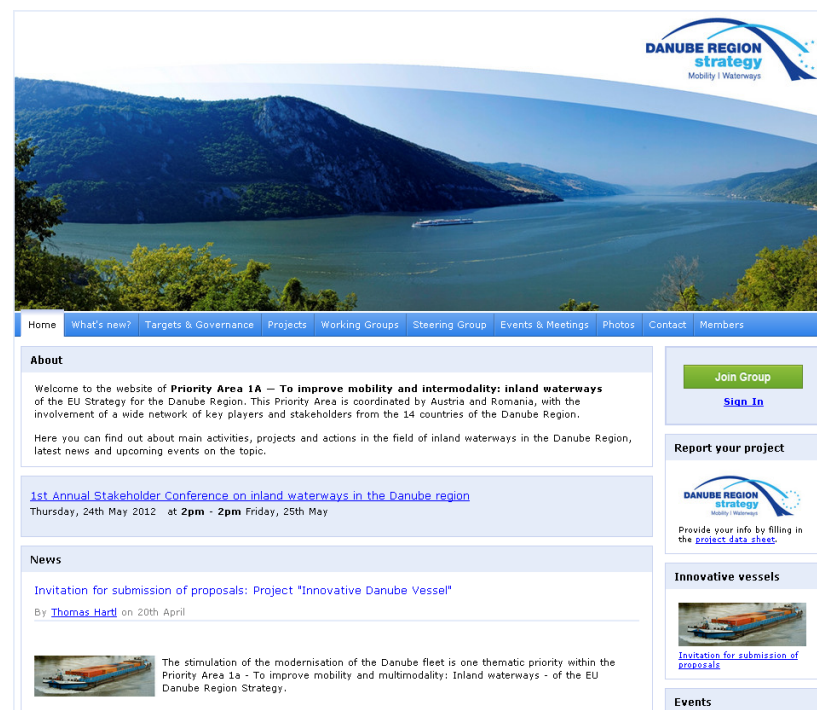 DANUBE REGION
strategy
Mobility | Waterways
Home What's new? Targets & Governance Projects Working Groups Steering Group Events & Meetings Photos Contact Members
About
Welcome to the website of Priority Area 1A — To improve mobility and intermodality: inland waterways
of the EU Strategy for the Danube Region. This Priority Area is coordinated by Austria and Romania, with the
involvement of a wide network of key players and stakeholders from the 14 countries of the Danube Region.
Here you can find out about main activities, projects and actions in the field of inland waterways in the Danube Region,
latest news and upcoming events on the topic.
1st Annual Stakeholder Conference on inland waterways in the Danube region
Thursday, 24th May 2012 at 2pm - 2pm Friday, 25th May
News
Invitation for submission of proposals: Project "Innovative Danube Vessel"
By Thomas Hartl on 20th April
The stimulation of the modernisation of the Danube fleet is one thematic priority within the
Priority Area 1a - To improve mobility and multimodality: Inland waterways - of the EU
Danube Region Strategy.
Join Group
Sign In
Report your project
DANUBE REGION
strategy
Mobility | Waterways
Provide your info by filling in
the project data sheet.
Innovative vessels
Invitation for submission of
proposals
Events